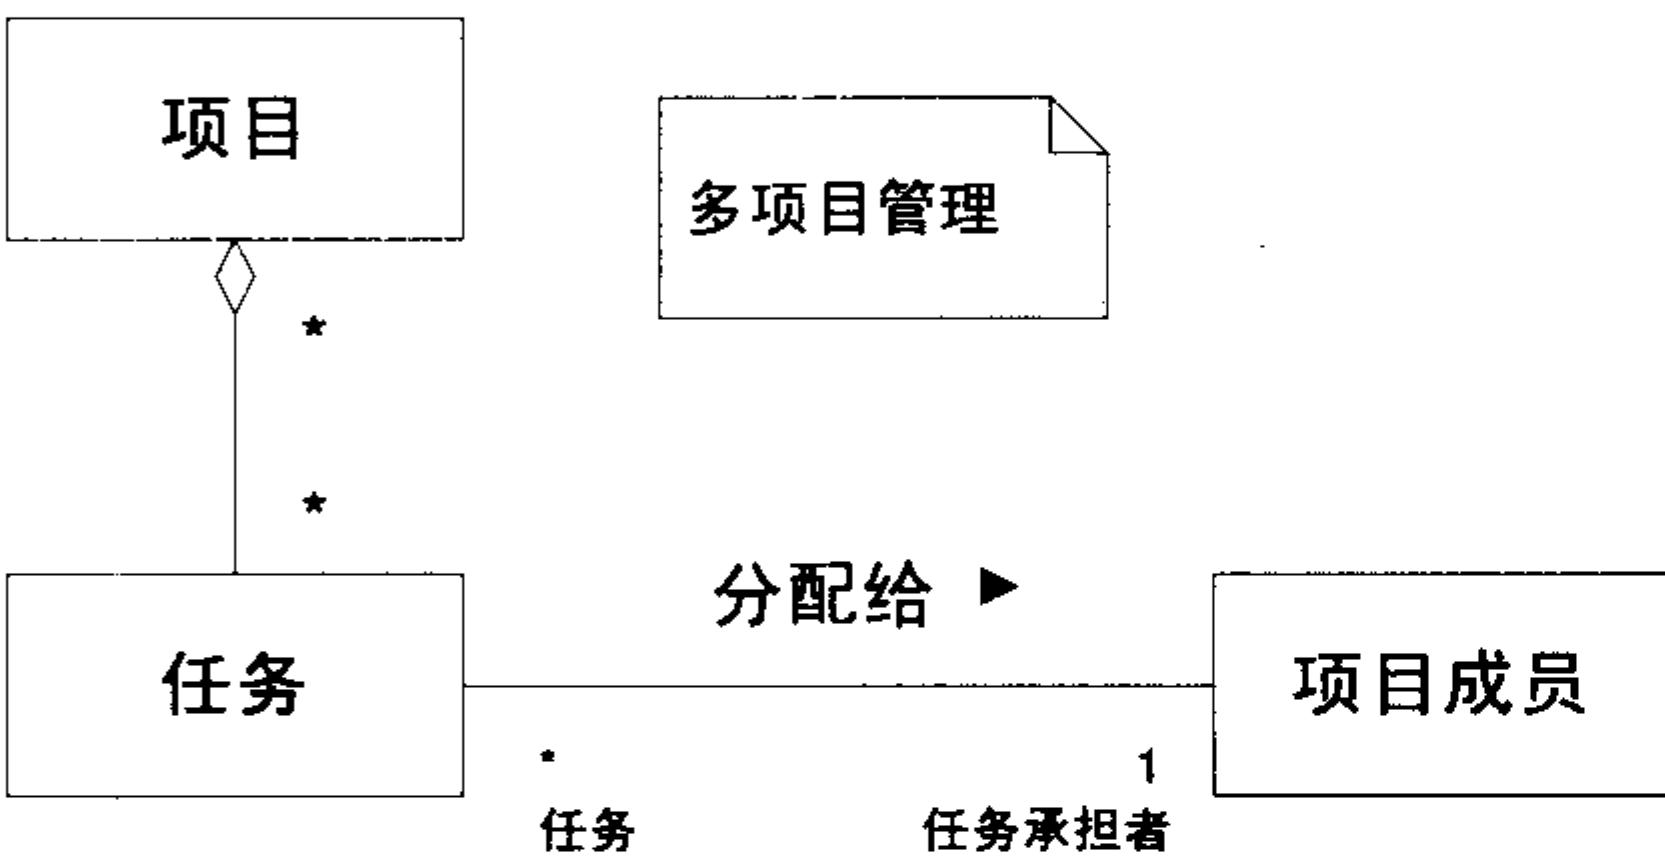 项目
多项目管理
*
*
分配给 ▶
任务
项目成员
* 1
任务 任务承担者